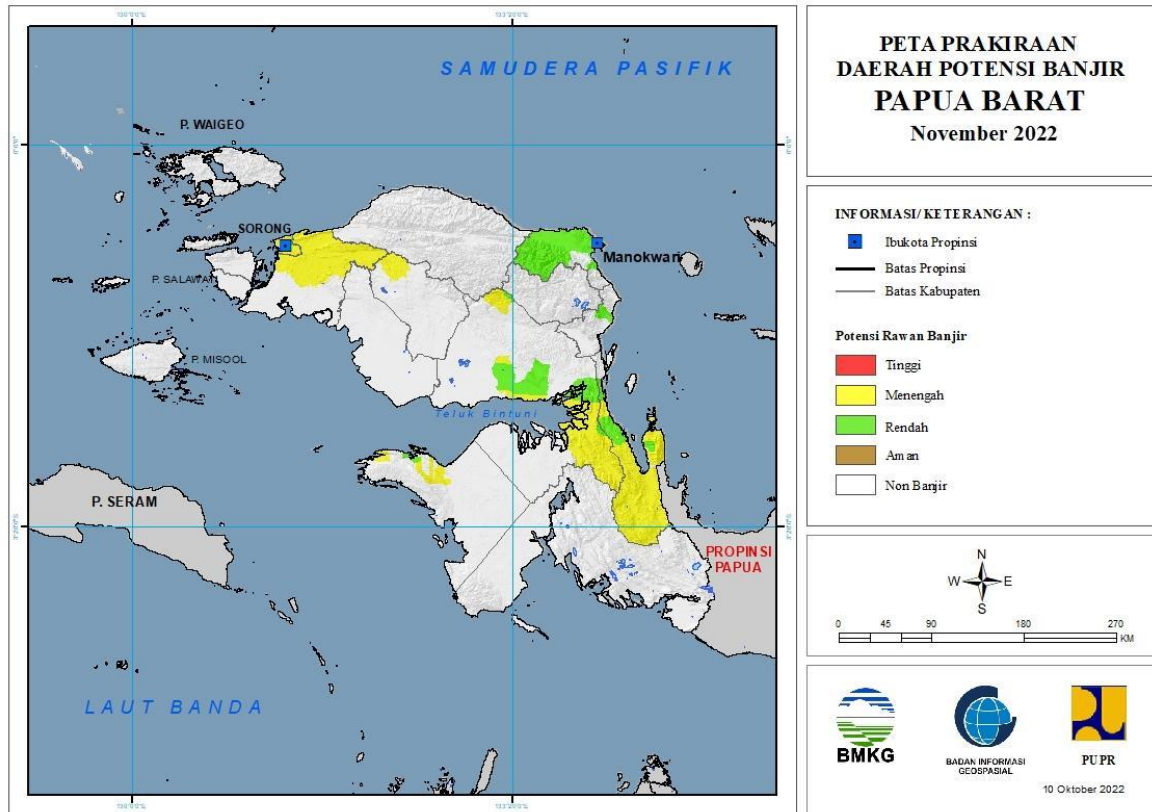 PETA PRAKIRAAN
DAERAH POTENSI BANJIR
PAPUA BARAT
November 2022
INFORMASI/ KETERANGAN :
Ibukota Propinsi
Batas Propinsi
Batas Kabupaten
Potensi Rawan Banjir
Tinggi
Menengah
Rendah
Aman
Non Banjir
N
W E
S
0 45 90 180 270
KM
BMKG
BADAN INFORMASI
GEOSPASIAL
PUPR
10 Oktober 2022
SAMUDERA PASIFIK
P. WAIGEO
SORONG
Manokwari
P. SALAWATI
P. MISOOL
Teluk Bintuni
P. SERAM
PROPINSI
PAPUA
LAUT BANDA